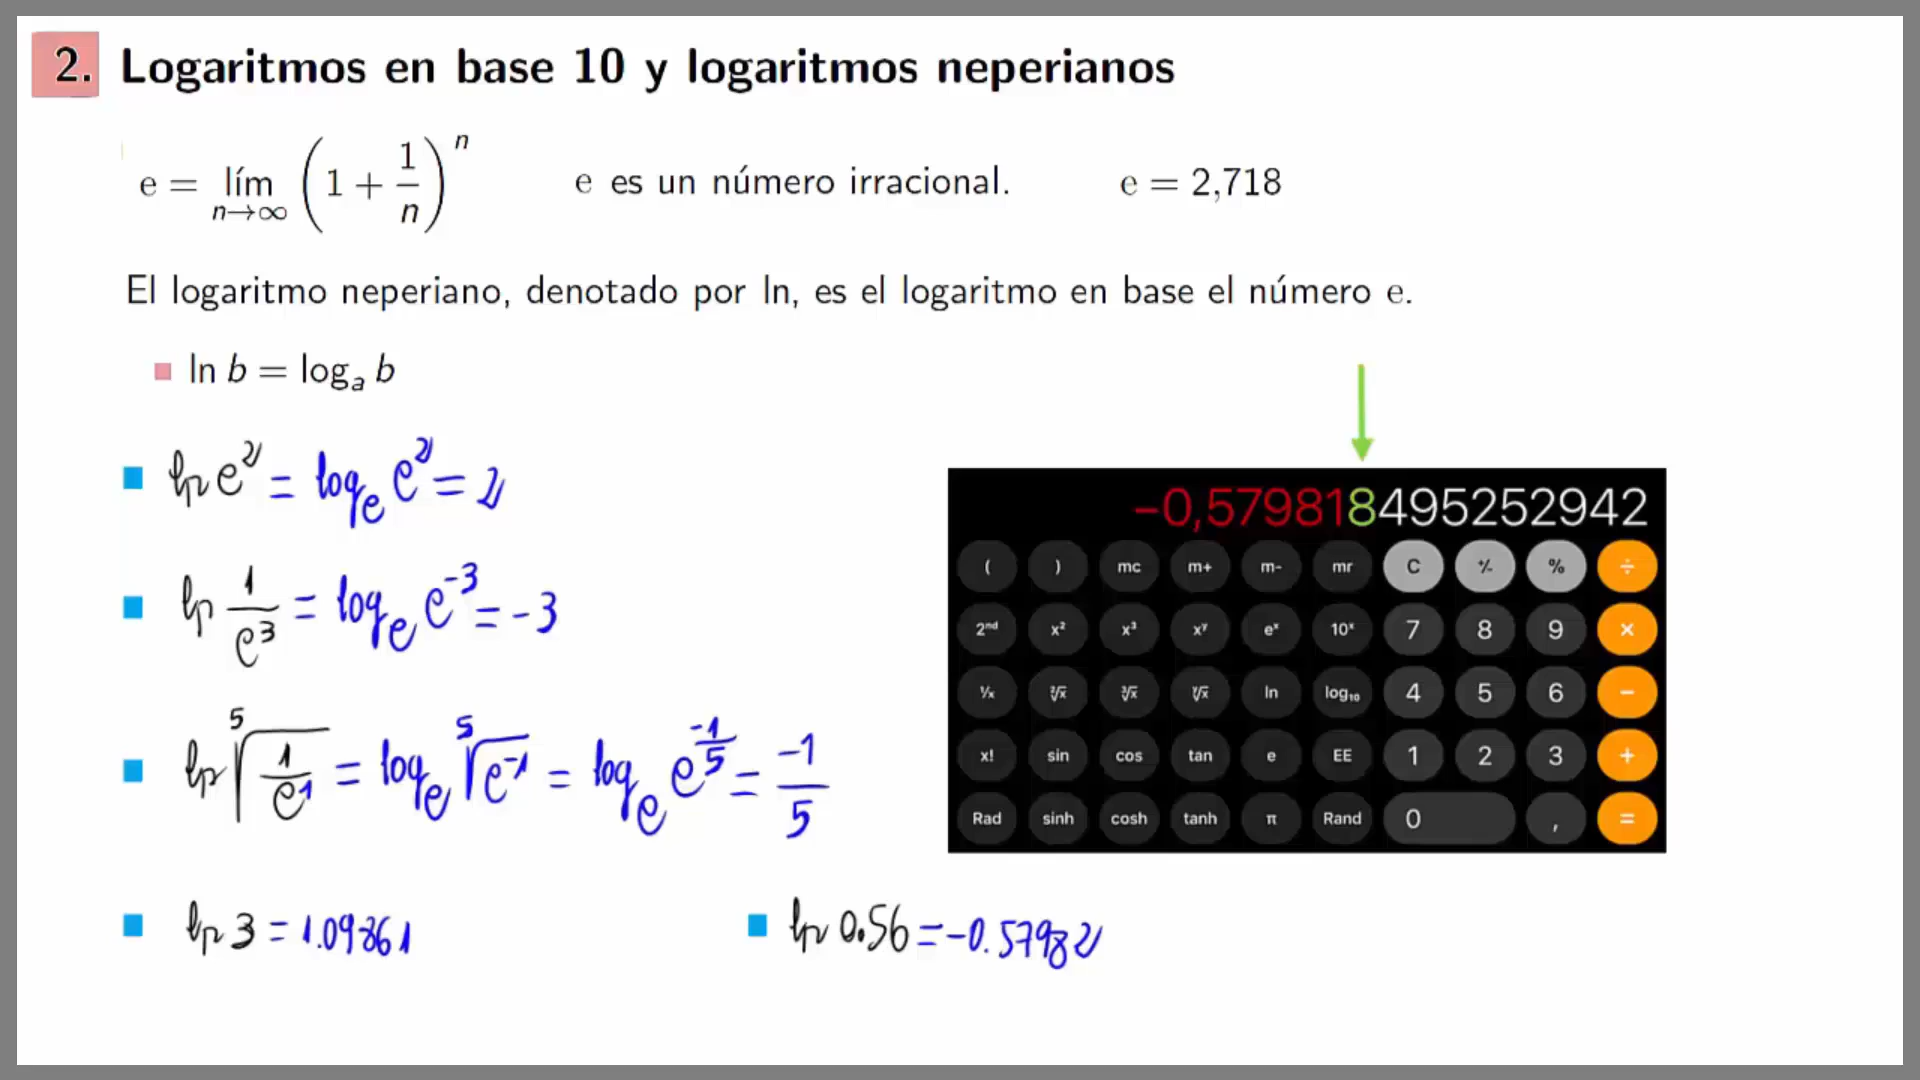 2. Logaritmos en base 10 y logaritmos neperianos
e = lím n→∞ (1 + 1/n)^n e es un número irracional. e = 2,718
El logaritmo neperiano, denotado por ln, es el logaritmo en base el número e.
ln b = log_a b
ln e² = log_e e² = 2
ln 1/e³ = log_e e⁻³ = -3
ln ⁵√(1/e¹) = log_e ⁵√(e⁻¹) = log_e e^(-1/5) = -1/5
ln 3 = 1.09861
ln 0.56 = -0.57982
−0,579818495252942
( ) mc m+ m- mr C +/- % ÷
2ⁿᵈ x² x³ xʸ eˣ 10ˣ 7 8 9 ×
1/x ²√x ³√x ʸ√x ln log₁₀ 4 5 6 −
x! sin cos tan e EE 1 2 3 +
Rad sinh cosh tanh π Rand 0 , =